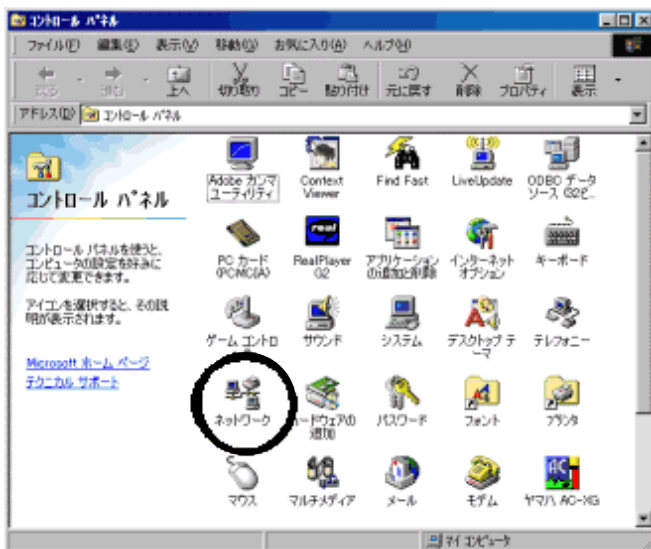 コントロール パネル
ファイル(F) 編集(E) 表示(V) 移動(G) お気に入り(A) ヘルプ(H)
戻る 進む 上へ 切り取り コピー 貼り付け 元に戻す 削除 プロパティ 表示
アドレス(D) コントロール パネル
コントロール パネル
コントロール パネルを使うと、
コンピュータの設定を好みに
応じて変更できます。
アイコンを選択すると、その説
明が表示されます。
Microsoft ホーム ページ
テクニカル サポート
Adobe ガンマ
ユーティリティ
Context
Viewer
Find Fast
LiveUpdate
ODBC データ
ソース (32ビ...
PC カード
(PCMCIA)
real
RealPlayer
G2
アプリケーション
の追加と削除
インターネット
オプション
キーボード
ゲーム コントロ
サウンド
システム
デスクトップ テ
ーマ
テレフォニー
ネットワーク
ードウェアの
追加
パスワード
フォント
プリンタ
マウス
マルチメディア
メール
モデム
ヤマハ AC-XG
マイ コンピュータ